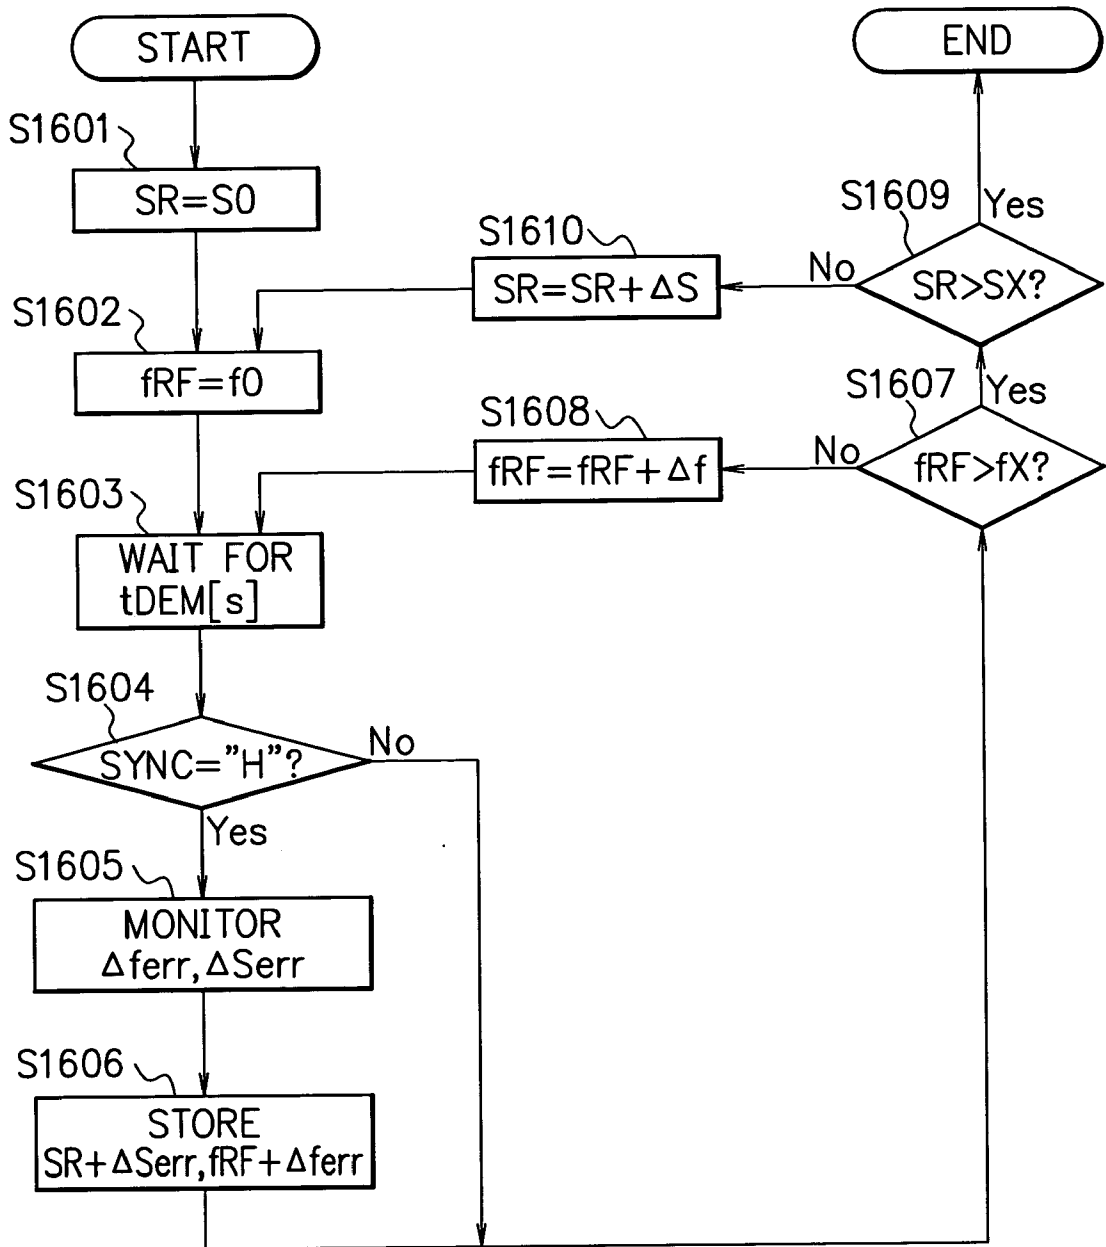 START
S1601
SR=S0
S1602
fRF=f0
S1603
WAIT FOR
tDEM[s]
S1604
SYNC="H"?
No
Yes
S1605
MONITOR
Δferr,ΔSerr
S1606
STORE
SR+ΔSerr,fRF+Δferr
S1607
fRF>fX?
Yes
No
S1608
fRF=fRF+Δf
S1609
SR>SX?
Yes
No
S1610
SR=SR+ΔS
END